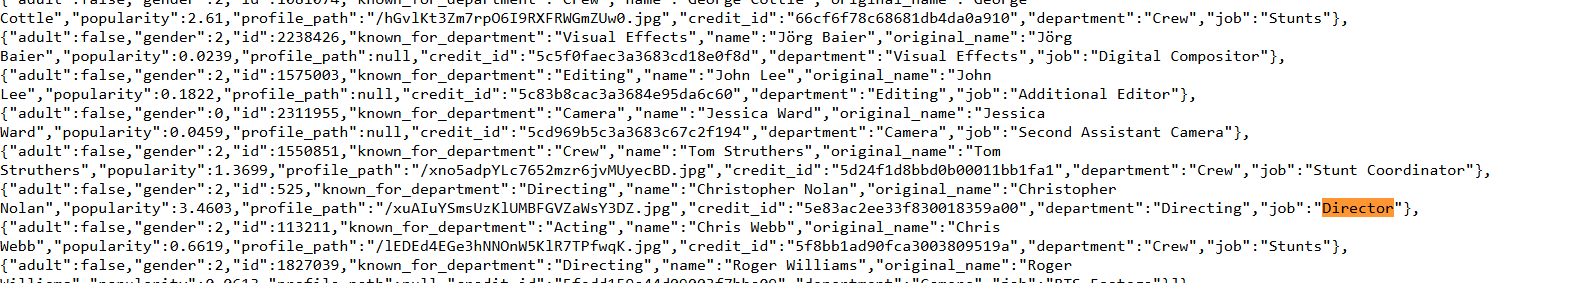 Cottle","popularity":2.61,"profile_path":"/hGvlKt3Zm7rpO6I9RXFRWGmZUw0.jpg","credit_id":"66cf6f78c68681db4da0a910","department":"Crew","job":"Stunts"},
{"adult":false,"gender":2,"id":2238426,"known_for_department":"Visual Effects","name":"Jörg Baier","original_name":"Jörg
Baier","popularity":0.0239,"profile_path":null,"credit_id":"5c5f0faec3a3683cd18e0f8d","department":"Visual Effects","job":"Digital Compositor"},
{"adult":false,"gender":2,"id":1575003,"known_for_department":"Editing","name":"John Lee","original_name":"John
Lee","popularity":0.1822,"profile_path":null,"credit_id":"5c83b8cac3a3684e95da6c60","department":"Editing","job":"Additional Editor"},
{"adult":false,"gender":0,"id":2311955,"known_for_department":"Camera","name":"Jessica Ward","original_name":"Jessica
Ward","popularity":0.0459,"profile_path":null,"credit_id":"5cd969b5c3a3683c67c2f194","department":"Camera","job":"Second Assistant Camera"},
{"adult":false,"gender":2,"id":1550851,"known_for_department":"Crew","name":"Tom Struthers","original_name":"Tom
Struthers","popularity":1.3699,"profile_path":"/xno5adpYLc7652mzr6jvMUyecBD.jpg","credit_id":"5d24f1d8bbd0b00011bb1fa1","department":"Crew","job":"Stunt Coordinator"},
{"adult":false,"gender":2,"id":525,"known_for_department":"Directing","name":"Christopher Nolan","original_name":"Christopher
Nolan","popularity":3.4603,"profile_path":"/xuAIuYSmsUzKlUMBFGVZaWsY3DZ.jpg","credit_id":"5e83ac2ee33f830018359a00","department":"Directing","job":"Director"},
{"adult":false,"gender":2,"id":113211,"known_for_department":"Acting","name":"Chris Webb","original_name":"Chris
Webb","popularity":0.6619,"profile_path":"/lEDEd4EGe3hNNOnW5KlR7TPfwqK.jpg","credit_id":"5f8bb1ad90fca3003809519a","department":"Crew","job":"Stunts"},
{"adult":false,"gender":2,"id":1827039,"known_for_department":"Directing","name":"Roger Williams","original_name":"Roger